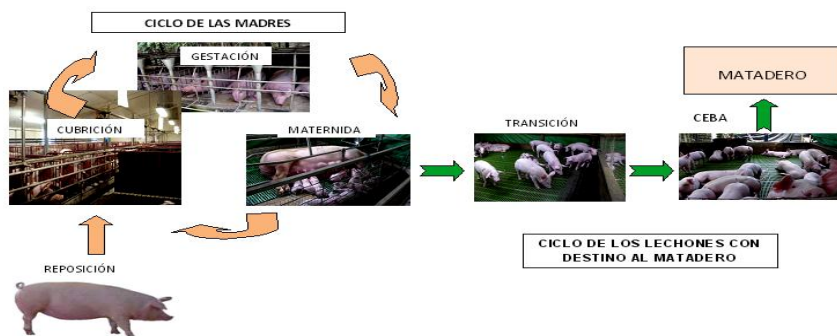 CICLO DE LAS MADRES
GESTACIÓN
CUBRICIÓN
MATERNIDA
TRANSICIÓN
CEBA
MATADERO
REPOSICIÓN
CICLO DE LOS LECHONES CON
DESTINO AL MATADERO